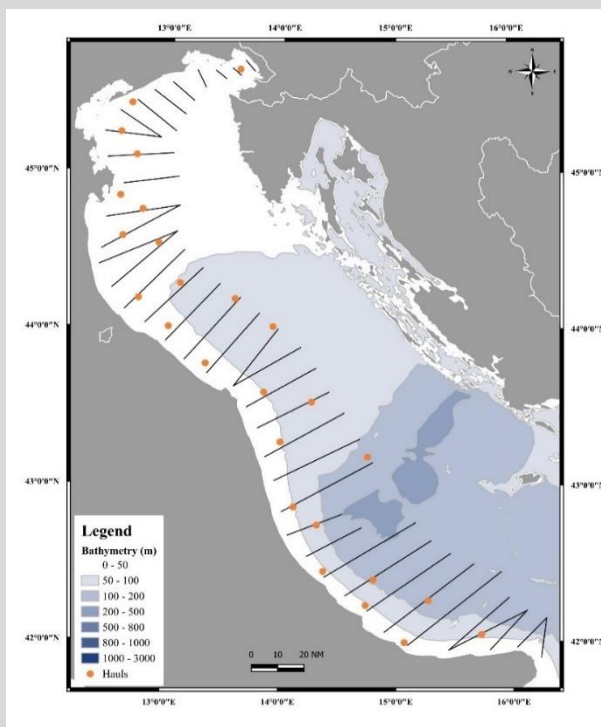 13°0'0"E 14°0'0"E 15°0'0"E 16°0'0"E
N
W E
S
45°0'0"N 45°0'0"N
44°0'0"N 44°0'0"N
43°0'0"N 43°0'0"N
42°0'0"N 42°0'0"N
Legend
Bathymetry (m)
0 - 50
50 - 100
100 - 200
200 - 500
500 - 800
800 - 1000
1000 - 3000
Hauls
0 10 20 NM
13°0'0"E 14°0'0"E 15°0'0"E 16°0'0"E